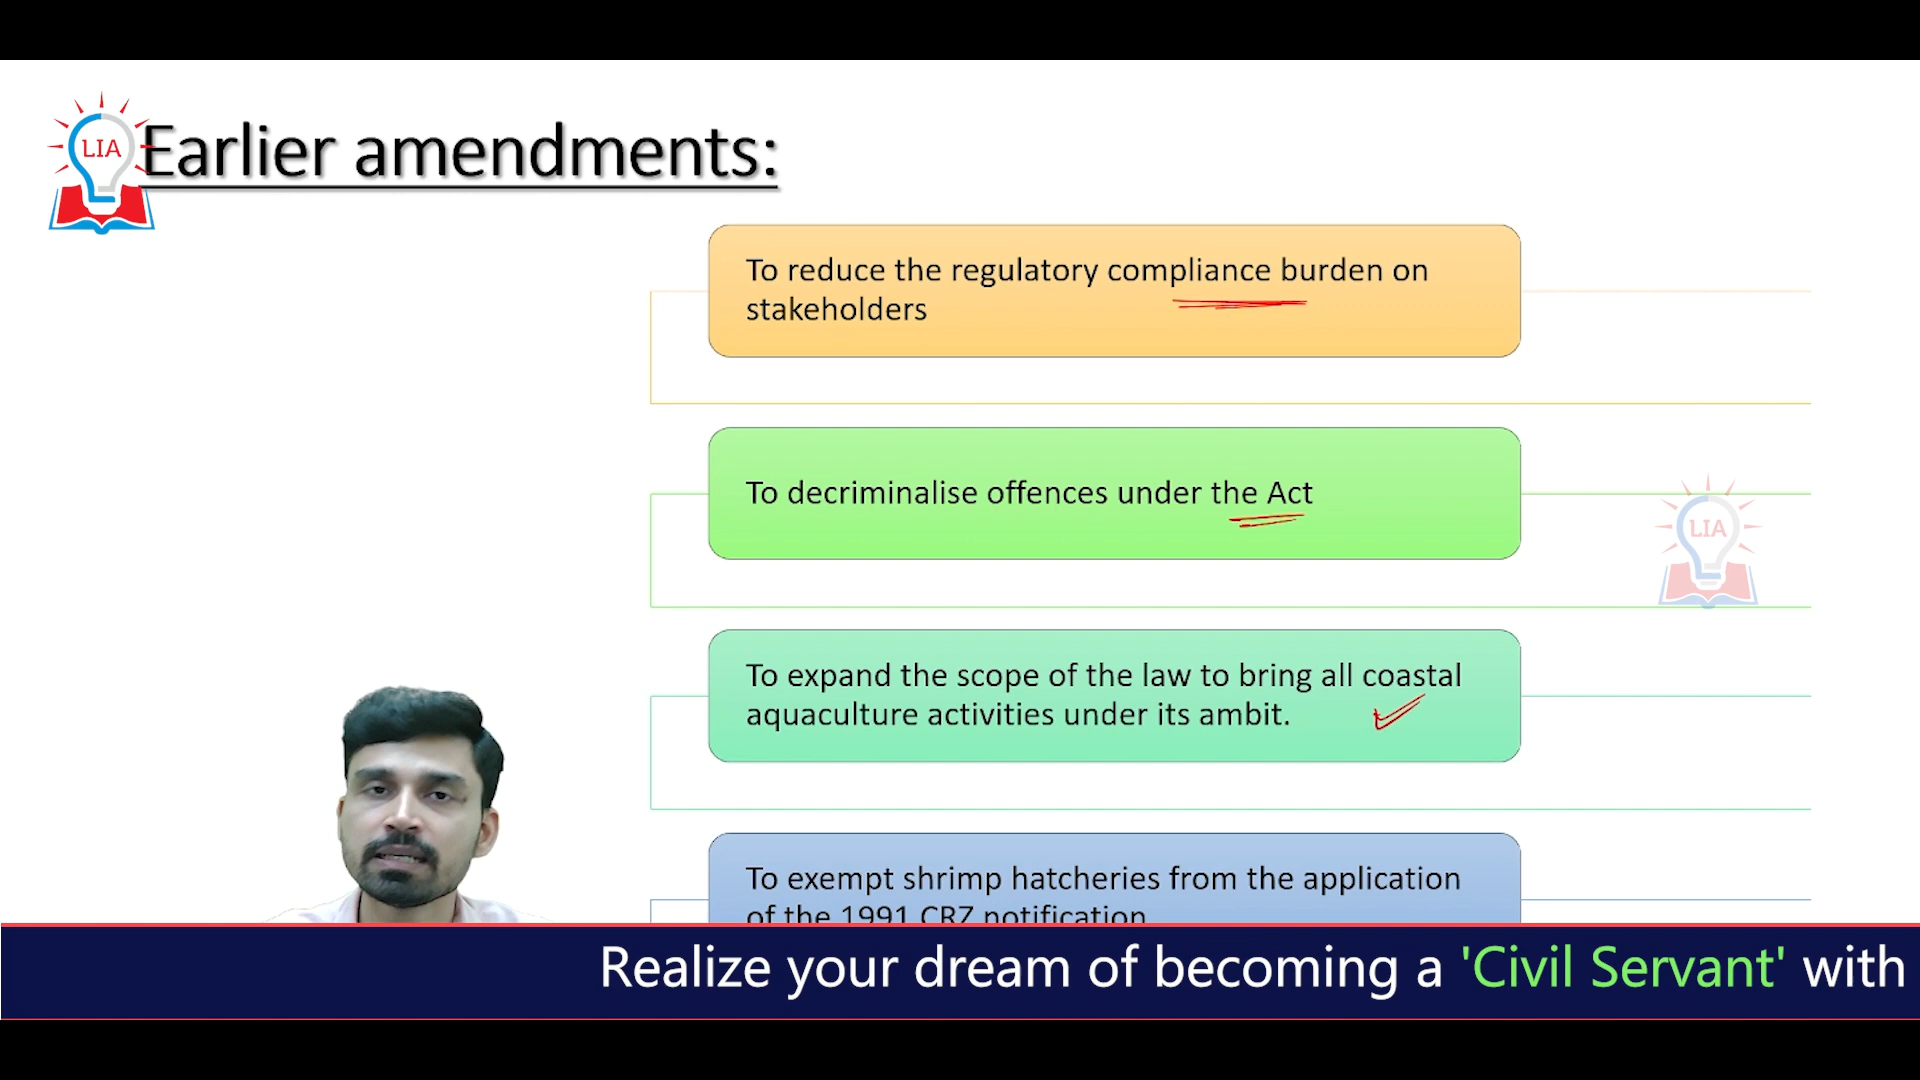 LIA
Earlier amendments:
To reduce the regulatory compliance burden on
stakeholders
To decriminalise offences under the Act
LIA
To expand the scope of the law to bring all coastal
aquaculture activities under its ambit.
To exempt shrimp hatcheries from the application
of the 1991 CRZ notification
Realize your dream of becoming a 'Civil Servant' with